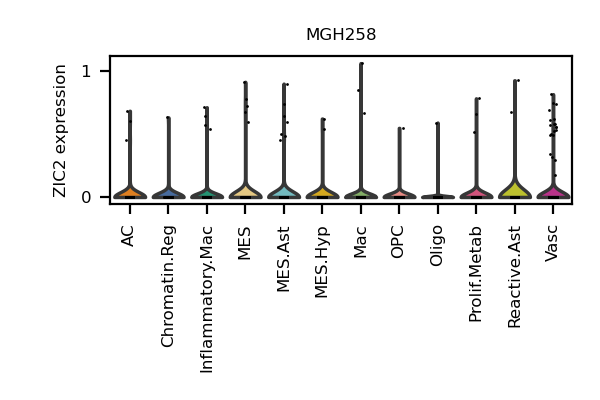 MGH258
ZIC2 expression
1
0
AC
Chromatin.Reg
Inflammatory.Mac
MES
MES.Ast
MES.Hyp
Mac
OPC
Oligo
Prolif.Metab
Reactive.Ast
Vasc